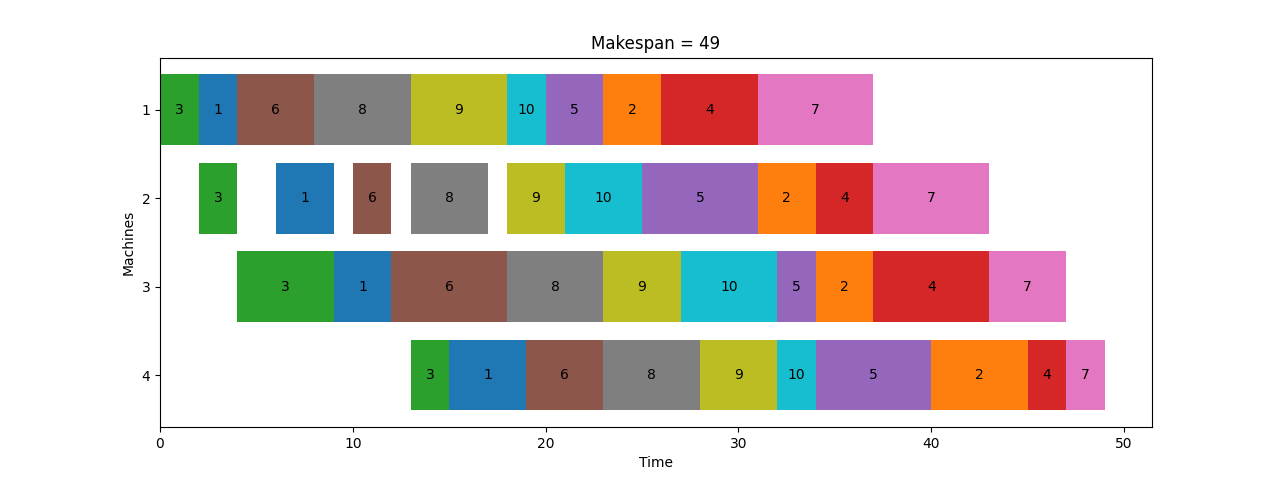 Makespan = 49
1 3 1 6 8 9 10 5 2 4 7
2 3 1 6 8 9 10 5 2 4 7
Machines
3 3 1 6 8 9 10 5 2 4 7
4 3 1 6 8 9 10 5 2 4 7
0 10 20 30 40 50
Time